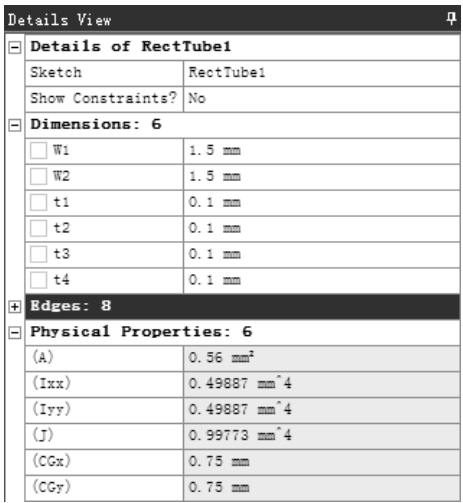 Details View
Details of RectTube1
Sketch RectTube1
Show Constraints? No
Dimensions: 6
W1 1.5 mm
W2 1.5 mm
t1 0.1 mm
t2 0.1 mm
t3 0.1 mm
t4 0.1 mm
Edges: 8
Physical Properties: 6
(A) 0.56 mm²
(Ixx) 0.49887 mm^4
(Iyy) 0.49887 mm^4
(J) 0.99773 mm^4
(CGx) 0.75 mm
(CGy) 0.75 mm